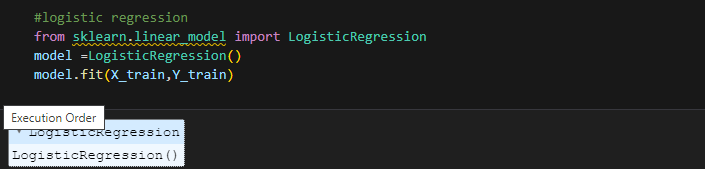 #logistic regression
from sklearn.linear_model import LogisticRegression
model =LogisticRegression()
model.fit(X_train,Y_train)
Execution Order
LogisticRegression
LogisticRegression()